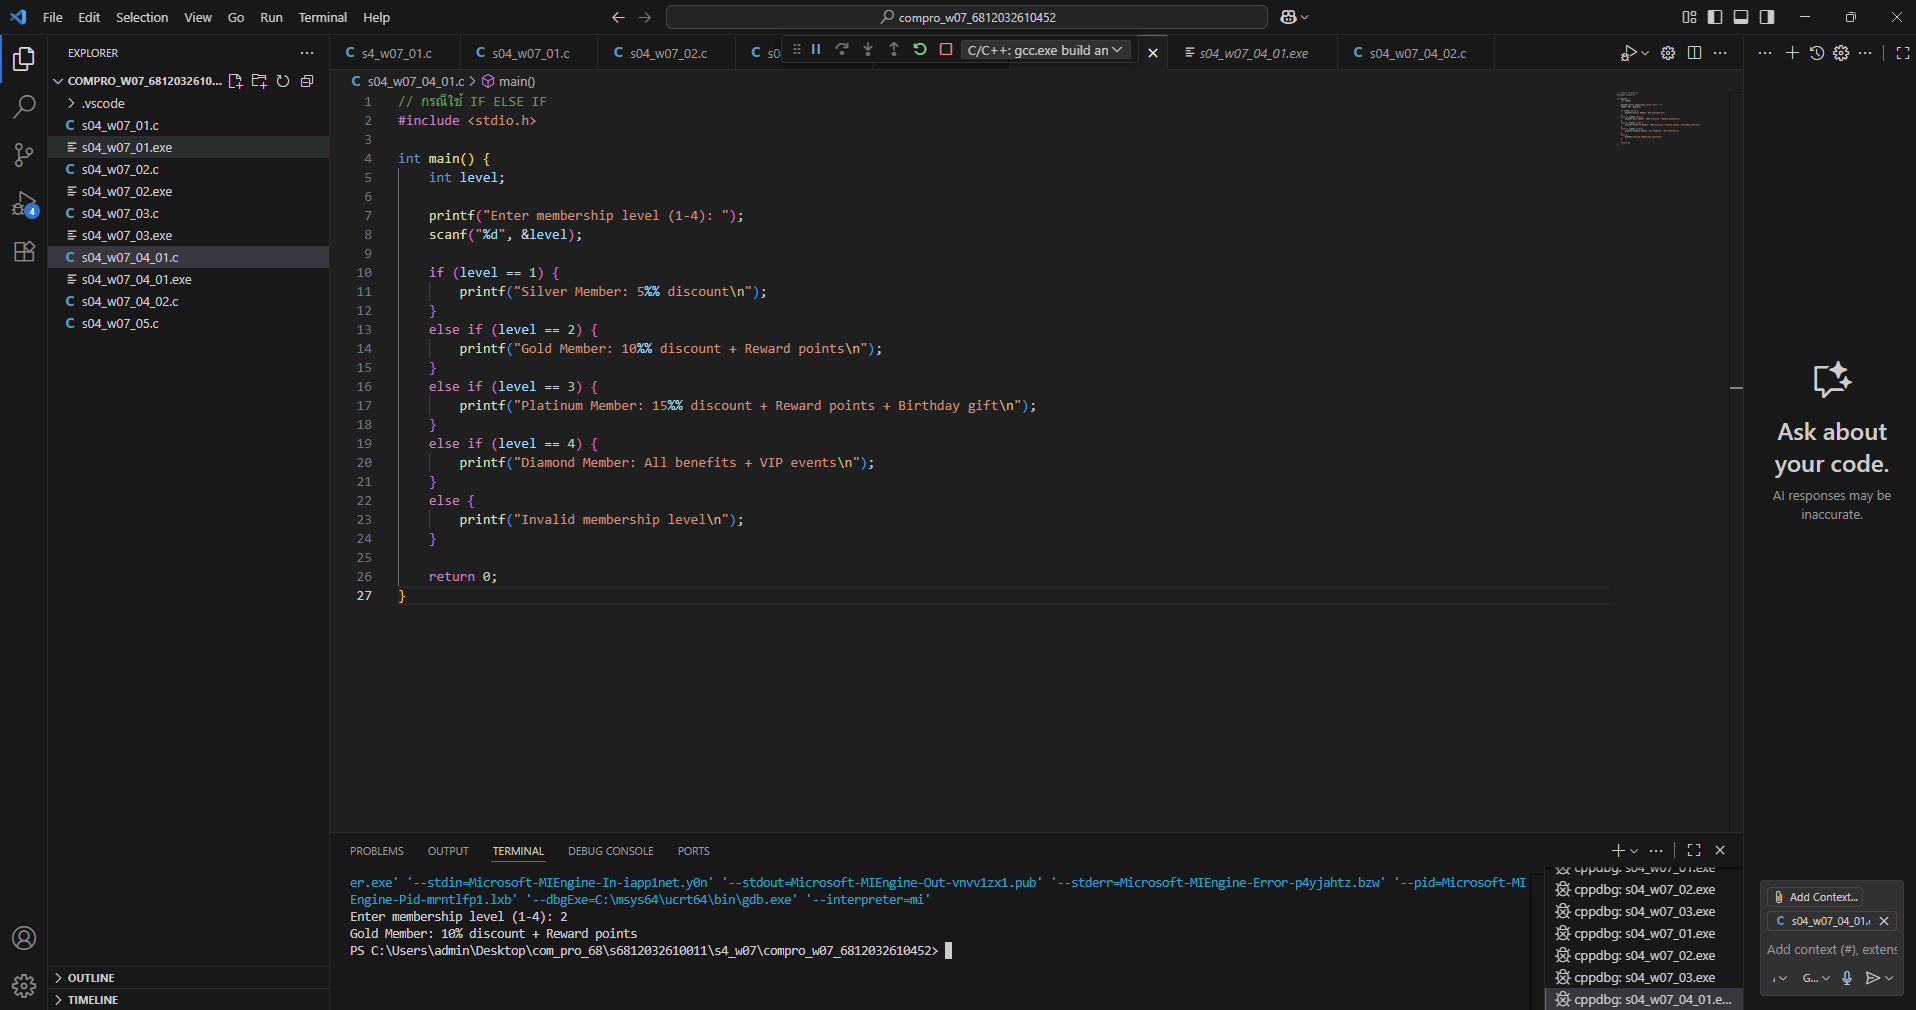 File Edit Selection View Go Run Terminal Help
compro_w07_6812032610452
EXPLORER
COMPRO_W07_6812032610...
.vscode
C s04_w07_01.c
s04_w07_01.exe
C s04_w07_02.c
s04_w07_02.exe
C s04_w07_03.c
s04_w07_03.exe
C s04_w07_04_01.c
s04_w07_04_01.exe
C s04_w07_04_02.c
C s04_w07_05.c
4
OUTLINE
TIMELINE
C s4_w07_01.c
C s04_w07_01.c
C s04_w07_02.c
C s0
C/C++: gcc.exe build an
s04_w07_04_01.exe
C s04_w07_04_02.c
C s04_w07_04_01.c > main()
1 // กรณีใช้ IF ELSE IF
2 #include <stdio.h>
3
4 int main() {
5 int level;
6
7 printf("Enter membership level (1-4): ");
8 scanf("%d", &level);
9
10 if (level == 1) {
11 printf("Silver Member: 5%% discount\n");
12 }
13 else if (level == 2) {
14 printf("Gold Member: 10%% discount + Reward points\n");
15 }
16 else if (level == 3) {
17 printf("Platinum Member: 15%% discount + Reward points + Birthday gift\n");
18 }
19 else if (level == 4) {
20 printf("Diamond Member: All benefits + VIP events\n");
21 }
22 else {
23 printf("Invalid membership level\n");
24 }
25
26 return 0;
27 }
PROBLEMS OUTPUT TERMINAL DEBUG CONSOLE PORTS
er.exe' '--stdin=Microsoft-MIEngine-In-iapp1net.y0n' '--stdout=Microsoft-MIEngine-Out-vnvv1zx1.pub' '--stderr=Microsoft-MIEngine-Error-p4yjahtz.bzw' '--pid=Microsoft-MI
Engine-Pid-mrntlfp1.lxb' '--dbgExe=C:\msys64\ucrt64\bin\gdb.exe' '--interpreter=mi'
Enter membership level (1-4): 2
Gold Member: 10% discount + Reward points
PS C:\Users\admin\Desktop\com_pro_68\s6812032610011\s4_w07\compro_w07_6812032610452>
cppdbg: s04_w07_01.exe
cppdbg: s04_w07_02.exe
cppdbg: s04_w07_03.exe
cppdbg: s04_w07_01.exe
cppdbg: s04_w07_02.exe
cppdbg: s04_w07_03.exe
cppdbg: s04_w07_04_01.e...
Ask about
your code.
AI responses may be
inaccurate.
Add Context...
C s04_w07_04_01.
Add context (#), extens
G...